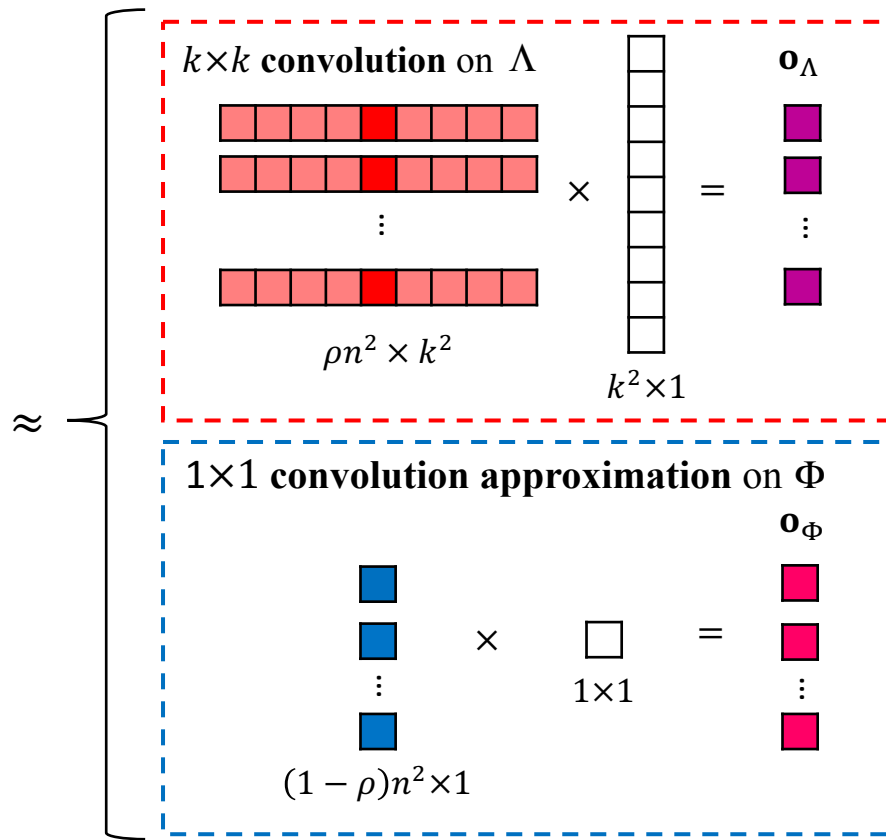 k×k convolution on Λ
o_Λ
⋮
×
=
⋮
ρn² × k²
k²×1
≈
1×1 convolution approximation on Φ
o_Φ
×
=
⋮
1×1
⋮
(1 − ρ)n²×1